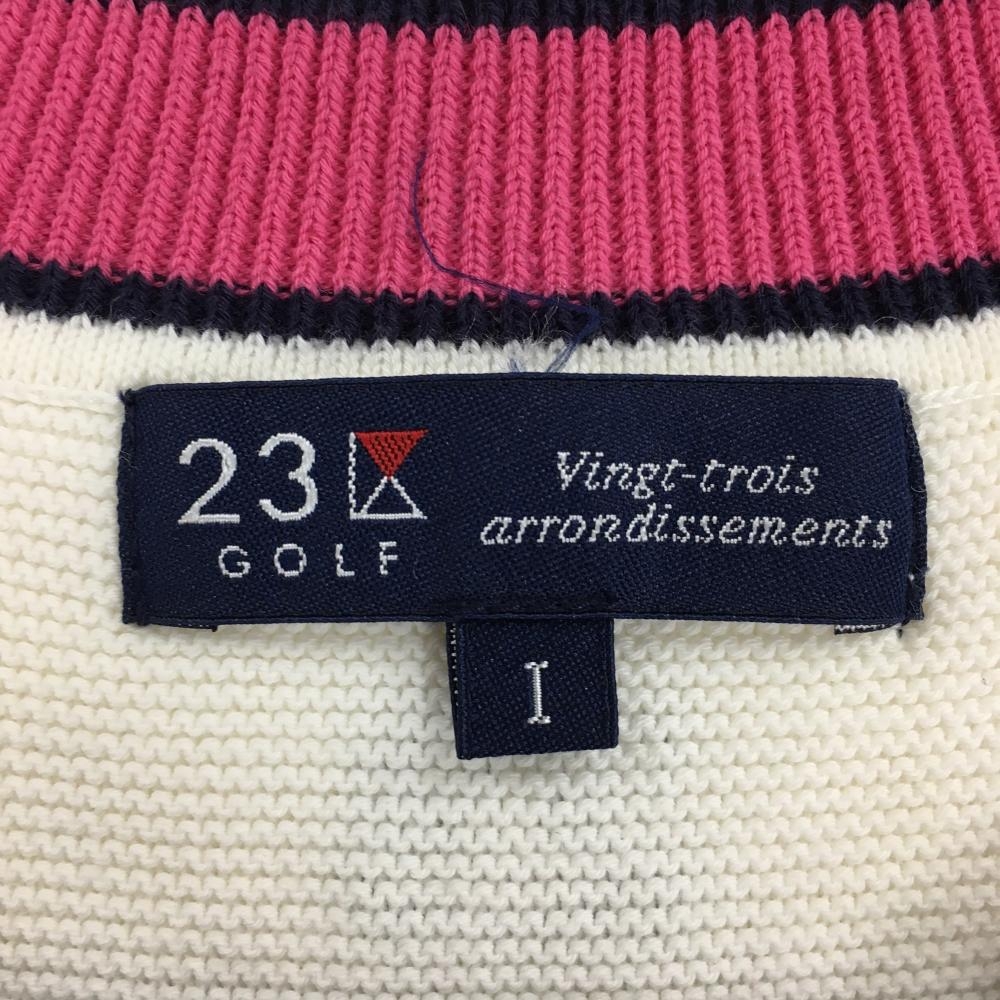 23
GOLF
Vingt-trois
arrondissements
I